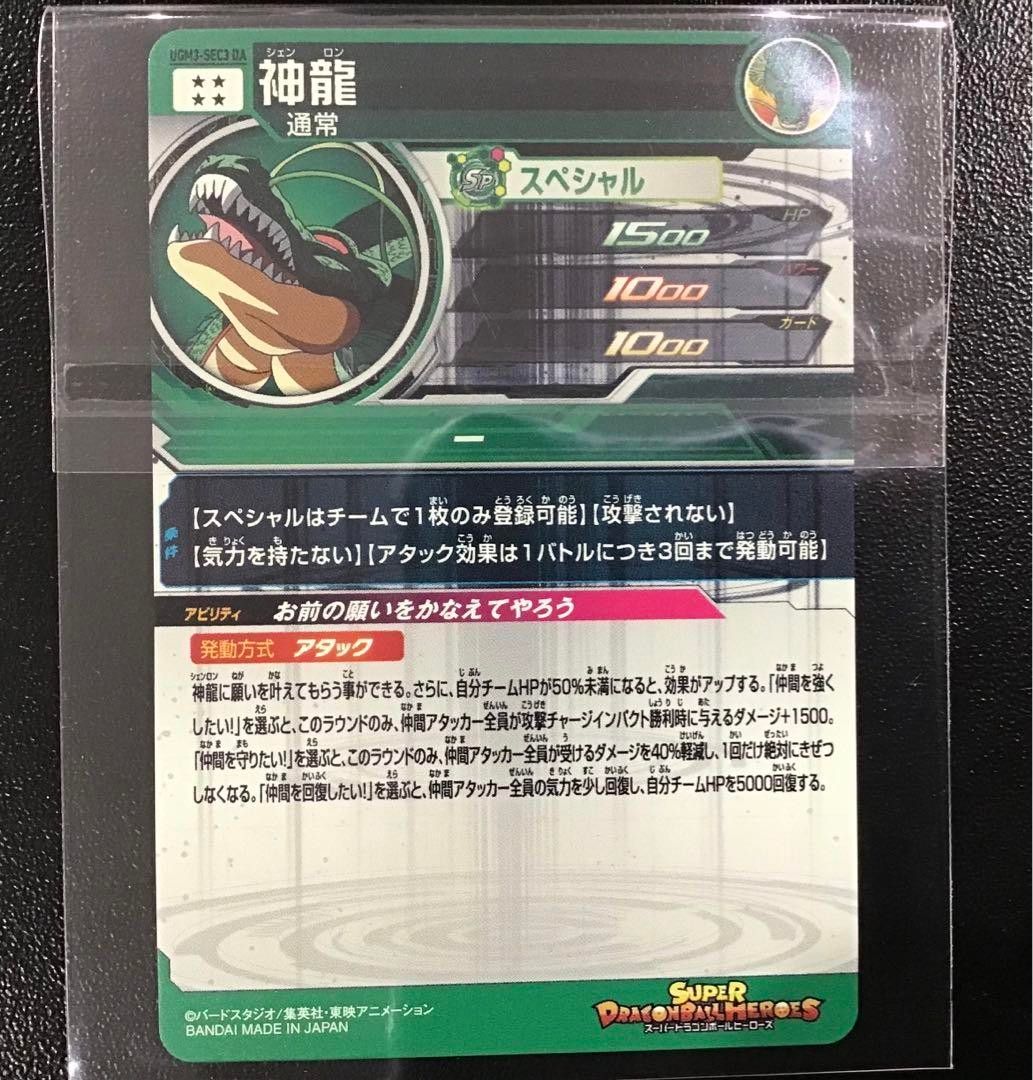 UGM3-SEC3 DA
シェン ロン
神龍
通常
SP スペシャル
HP
1500
パワー
1000
ガード
1000
ー
条件
【スペシャルはチームで1枚のみ登録可能】【攻撃されない】
【気力を持たない】【アタック効果は1バトルにつき3回まで発動可能】
アビリティ お前の願いをかなえてやろう
発動方式 アタック
神龍に願いを叶えてもらう事ができる。さらに、自分チームHPが50%未満になると、効果がアップする。「仲間を強く
したい!」を選ぶと、このラウンドのみ、仲間アタッカー全員が攻撃チャージインパクト勝利時に与えるダメージ+1500。
「仲間を守りたい!」を選ぶと、このラウンドのみ、仲間アタッカー全員が受けるダメージを40%軽減し、1回だけ絶対にきぜつ
しなくなる。「仲間を回復したい!」を選ぶと、仲間アタッカー全員の気力を少し回復し、自分チームHPを5000回復する。
©バードスタジオ/集英社・東映アニメーション
BANDAI MADE IN JAPAN
SUPER
DRAGONBALL HEROES
スーパードラゴンボールヒーローズ